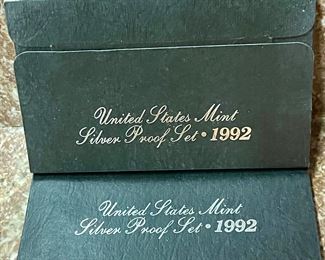 United States Mint
Silver Proof Set • 1992
United States Mint
Silver Proof Set • 1992